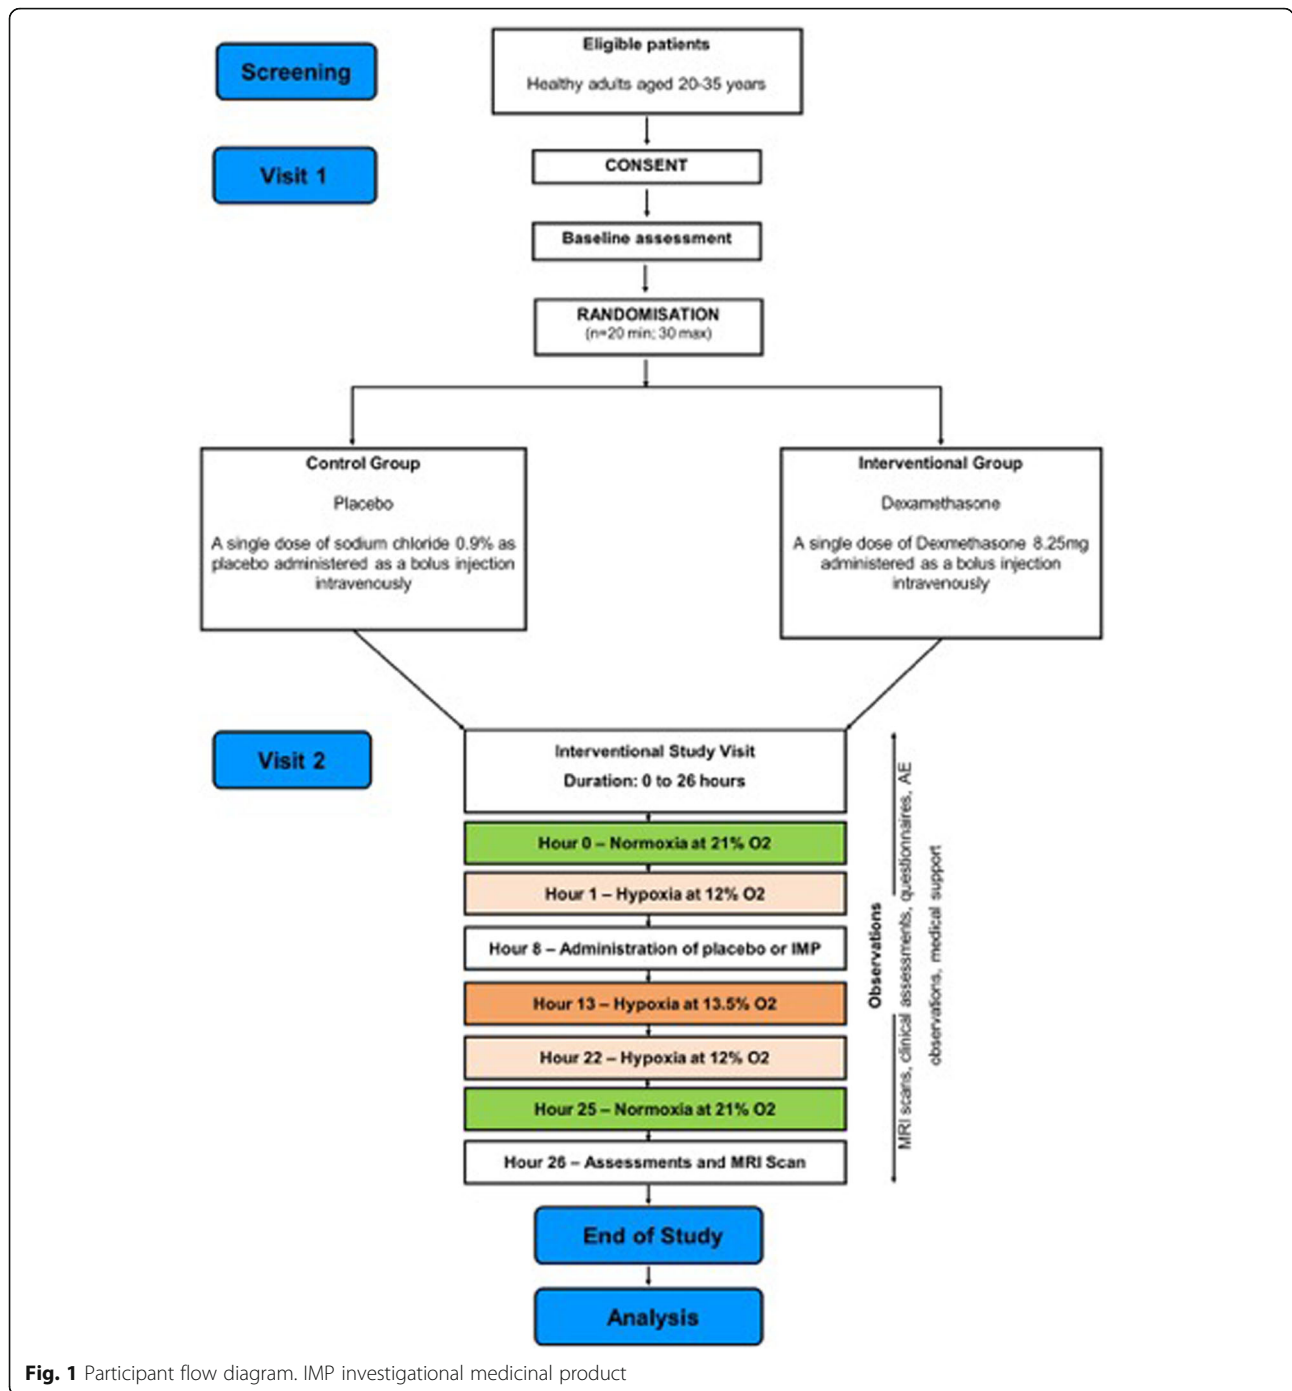 Screening
Eligible patients
Healthy adults aged 20-35 years
Visit 1
CONSENT
Baseline assessment
RANDOMISATION
(n=20 min; 30 max)
Control Group
Placebo
A single dose of sodium chloride 0.9% as
placebo administered as a bolus injection
intravenously
Interventional Group
Dexamethasone
A single dose of Dexmethasone 8.25mg
administered as a bolus injection
intravenously
Visit 2
Interventional Study Visit
Duration: 0 to 26 hours
Hour 0 – Normoxia at 21% O2
Hour 1 – Hypoxia at 12% O2
Hour 8 – Administration of placebo or IMP
Hour 13 – Hypoxia at 13.5% O2
Hour 22 – Hypoxia at 12% O2
Hour 25 – Normoxia at 21% O2
Hour 26 – Assessments and MRI Scan
Observations
MRI scans, clinical assessments, questionnaires, AE
observations, medical support
End of Study
Analysis
Fig. 1 Participant flow diagram. IMP investigational medicinal product